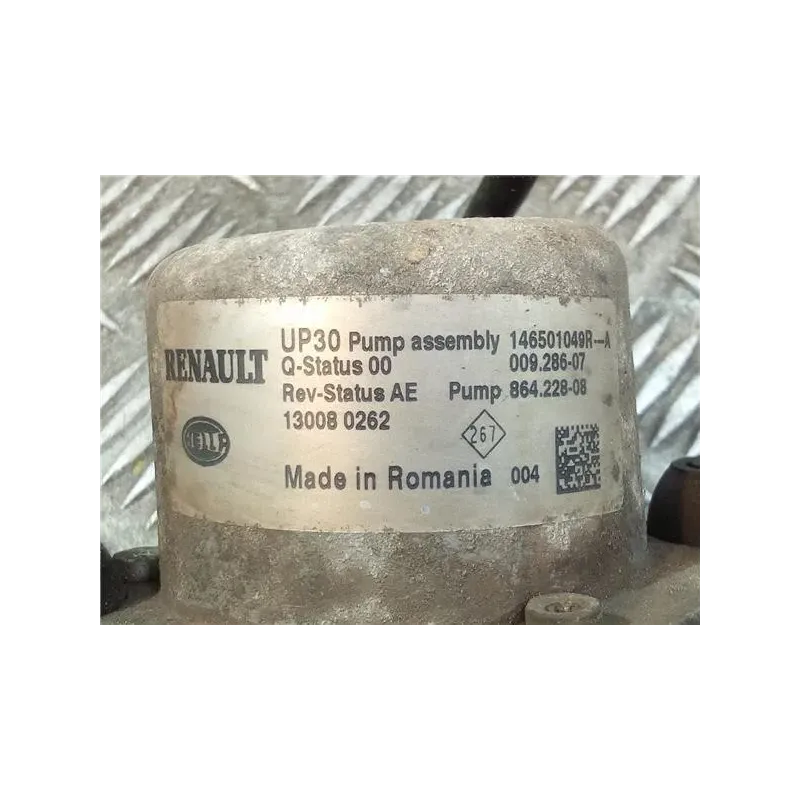 RENAULT
UP30 Pump assembly 146501049R--A
Q-Status 00 009.286-07
Rev-Status AE Pump 864.228-08
13008 0262
267
HELLA
Made in Romania 004